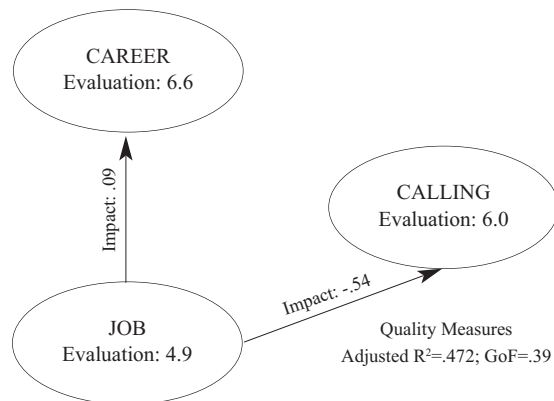 CAREER
Evaluation: 6.6
Impact: .09
CALLING
Evaluation: 6.0
Impact: -.54
JOB
Evaluation: 4.9
Quality Measures
Adjusted R²=.472; GoF=.39